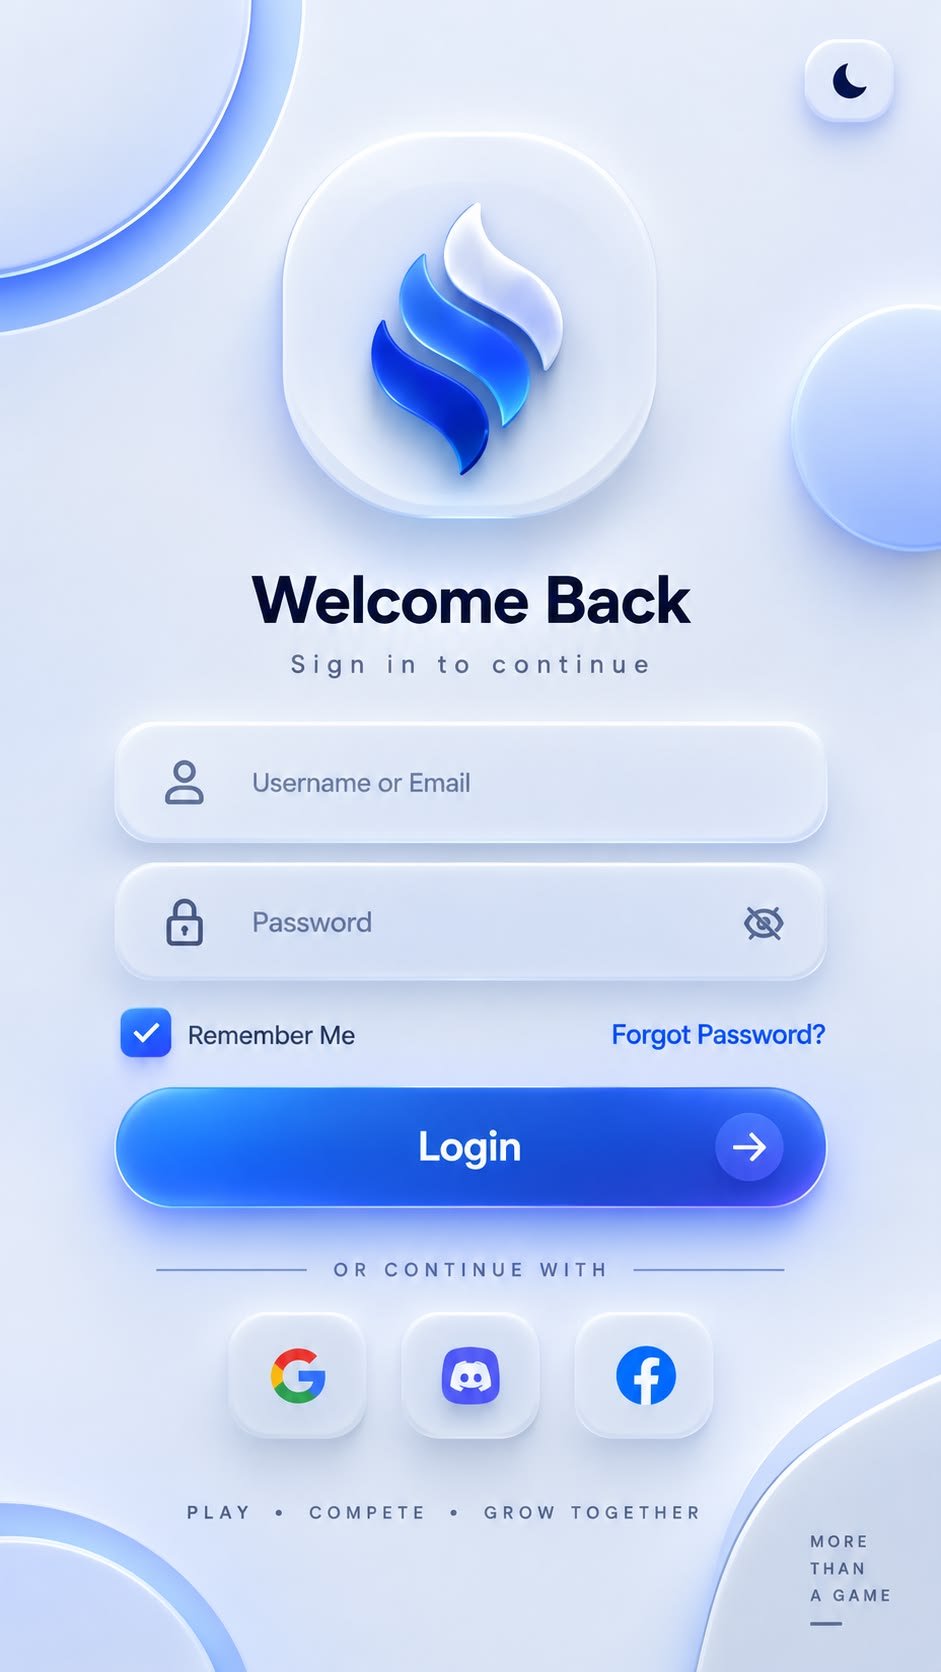 Welcome Back
Sign in to continue
Username or Email
Password
Remember Me
Forgot Password?
Login
OR CONTINUE WITH
PLAY • COMPETE • GROW TOGETHER
MORE
THAN
A GAME